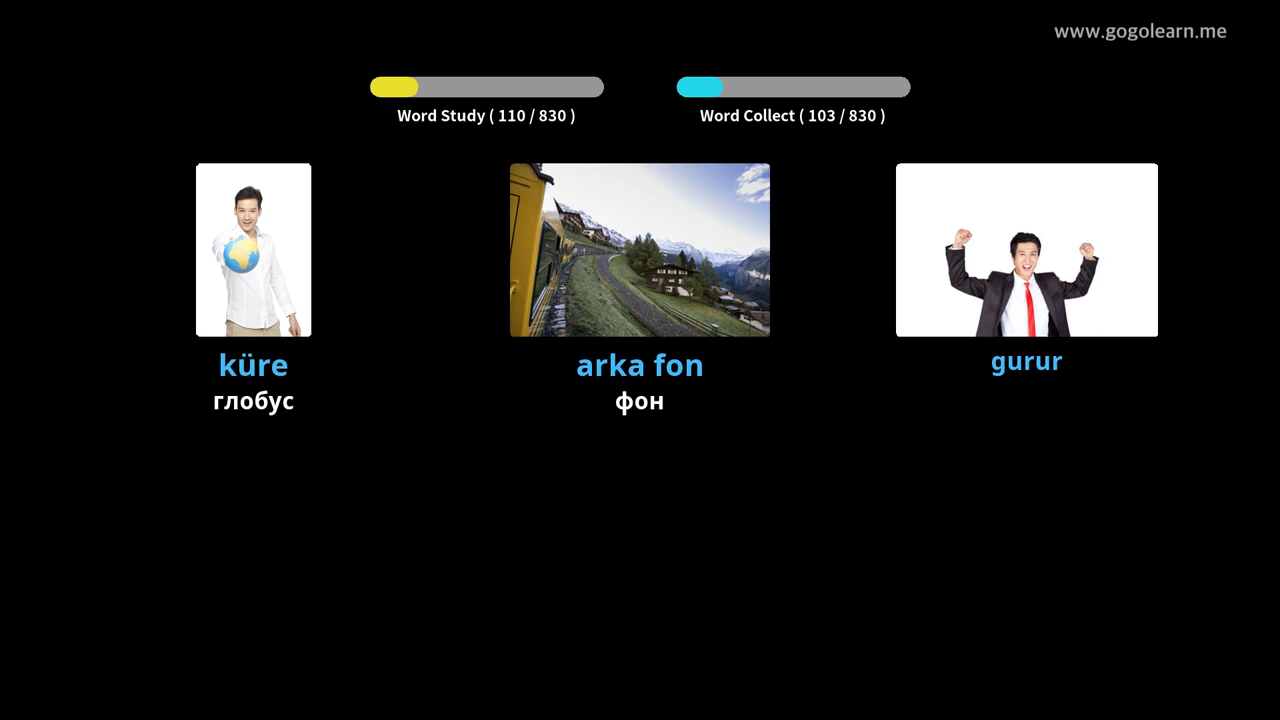 www.gogolearn.me
Word Study ( 110 / 830 )
Word Collect ( 103 / 830 )
küre
глобус
arka fon
фон
gurur